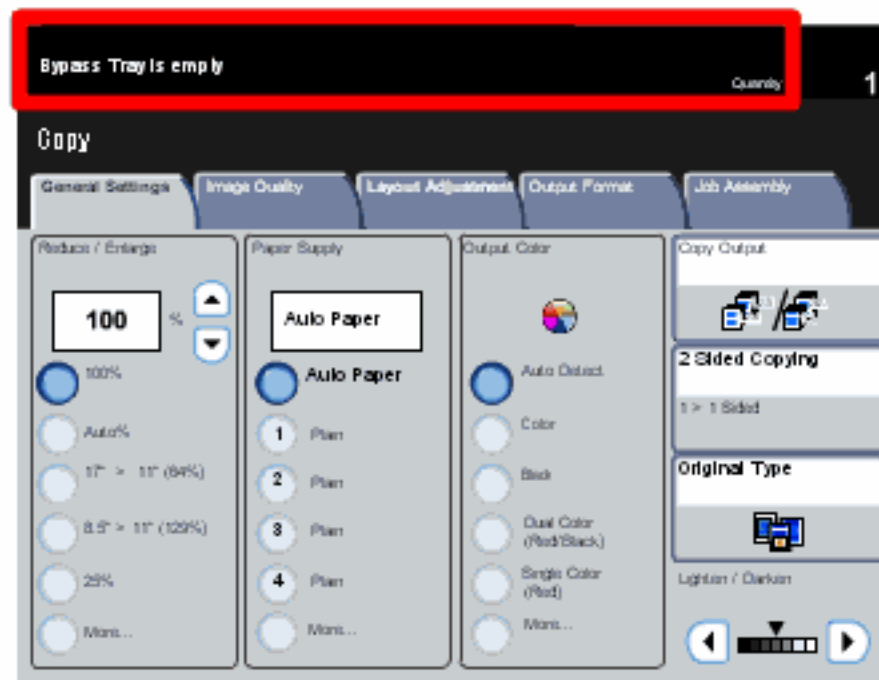 Bypass Tray is empty
Quantity
1
Copy
General Settings
Image Quality
Layout Adjustment
Output Format
Job Assembly
Reduce / Enlarge
100
%
100%
Auto%
17" > 11" (64%)
8.5" > 11" (129%)
25%
More...
Paper Supply
Auto Paper
Auto Paper
1 Plain
2 Plain
3 Plain
4 Plain
More...
Output Color
Auto Detect
Color
Black
Dual Color
(Red/Black)
Single Color
(Red)
More...
Copy Output
2 Sided Copying
1 > 1 Sided
Original Type
Lighten / Darken